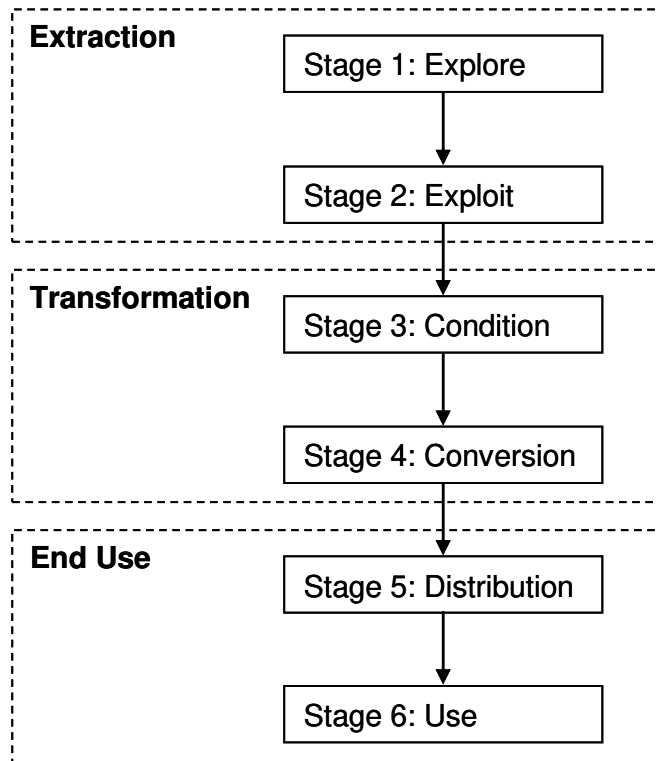 Extraction
Stage 1: Explore
Stage 2: Exploit
Transformation
Stage 3: Condition
Stage 4: Conversion
End Use
Stage 5: Distribution
Stage 6: Use